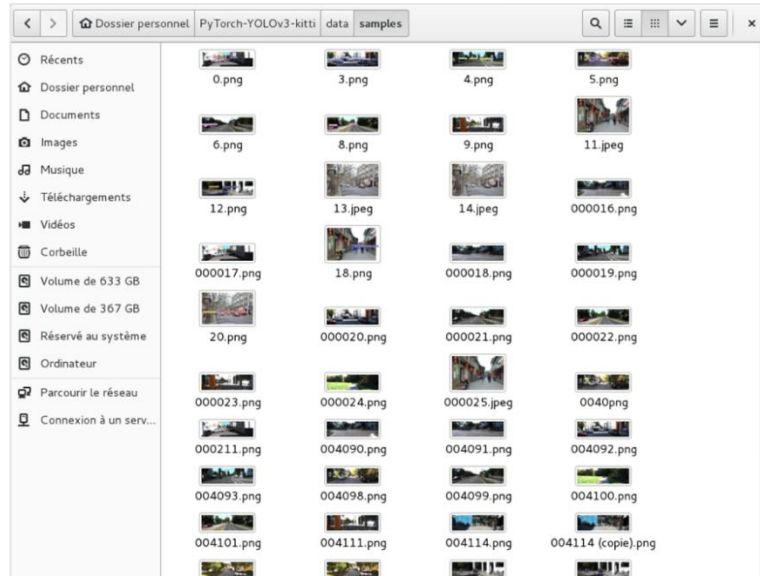 Dossier personnel PyTorch-YOLOv3-kitti data samples
Récents
Dossier personnel
Documents
Images
Musique
Téléchargements
Vidéos
Corbeille
Volume de 633 GB
Volume de 367 GB
Réservé au système
Ordinateur
Parcourir le réseau
Connexion à un serv...
0.png 3.png 4.png 5.png
6.png 8.png 9.png 11.jpeg
12.png 13.jpeg 14.jpeg 000016.png
000017.png 18.png 000018.png 000019.png
20.png 000020.png 000021.png 000022.png
000023.png 000024.png 000025.jpeg 0040png
000211.png 004090.png 004091.png 004092.png
004093.png 004098.png 004099.png 004100.png
004101.png 004111.png 004114.png 004114 (copie).png